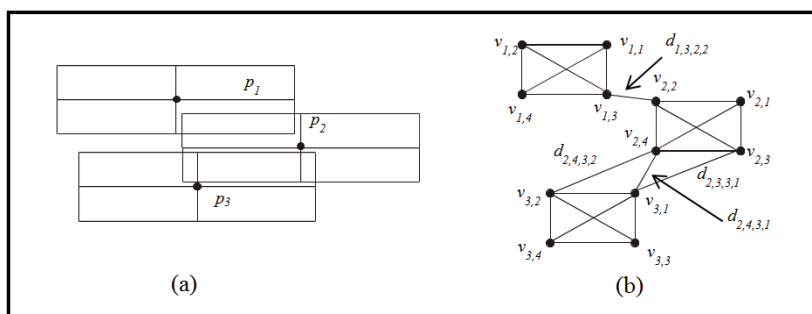 p1
p2
p3
(a)
v1,2
v1,1
d1,3,2,2
v2,2
v2,1
v1,4
v1,3
v2,4
v2,3
d2,4,3,2
d2,3,3,1
v3,2
v3,1
d2,4,3,1
v3,4
v3,3
(b)